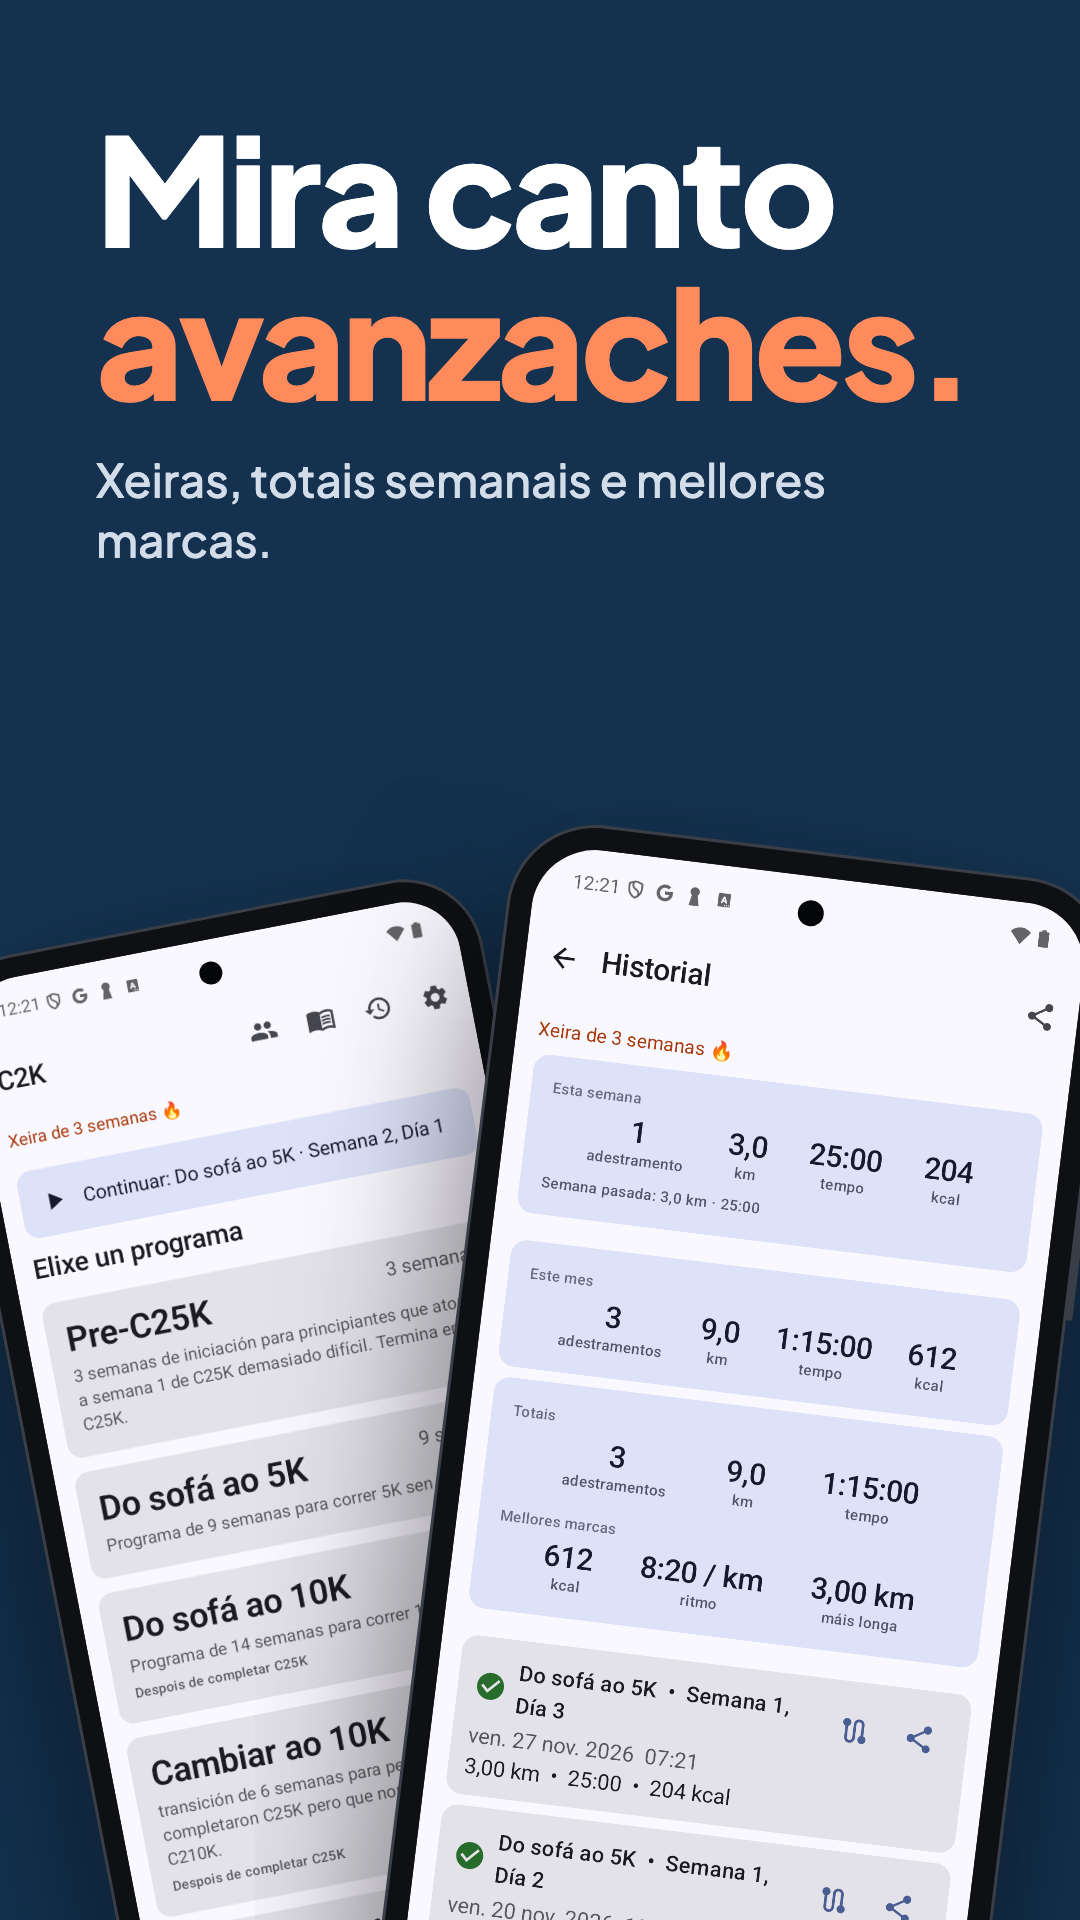 Mira canto
avanzaches.
Xeiras, totais semanais e mellores
marcas.
12:21
C2K
Xeira de 3 semanas 🔥
Continuar: Do sofá ao 5K · Semana 2, Día 1
Elixe un programa
Pre-C25K
3 semanas de iniciación para principiantes que
a semana 1 de C25K demasiado difícil. Termina
C25K.
Do sofá ao 5K
9
Programa de 9 semanas para correr 5K
Do sofá ao 10K
Programa de 14 semanas para correr
Despois de completar C25K
Cambiar ao 10K
transición de 6 semanas para
completaron C25K pero que
C210K.
Despois de completar C25K
12:21
Historial
Xeira de 3 semanas 🔥
Esta semana
1 3,0 25:00 204
adestramento km tempo kcal
Semana pasada: 3,0 km · 25:00
Este mes
3 9,0 1:15:00 612
adestramentos km tempo kcal
Totais
3 9,0 1:15:00
adestramentos km tempo
Mellores marcas
612 8:20 / km 3,00 km
kcal ritmo máis longa
Do sofá ao 5K • Semana 1,
Día 3
ven. 27 nov. 2026 07:21
3,00 km • 25:00 • 204 kcal
Do sofá ao 5K • Semana 1,
Día 2
ven. 20 nov. 2026